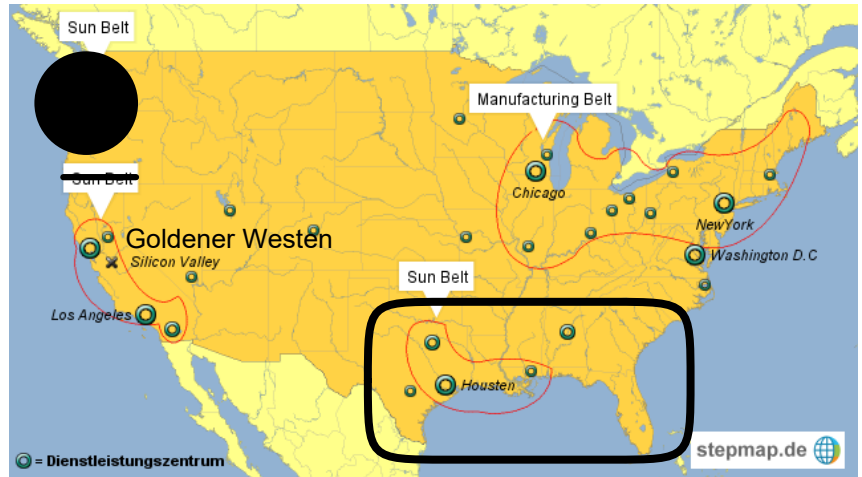 Sun Belt
Manufacturing Belt
Sun Belt
Chicago
Goldener Westen
NewYork
Silicon Valley
Washington D.C
Sun Belt
Los Angeles
Housten
stepmap.de
= Dienstleistungszentrum